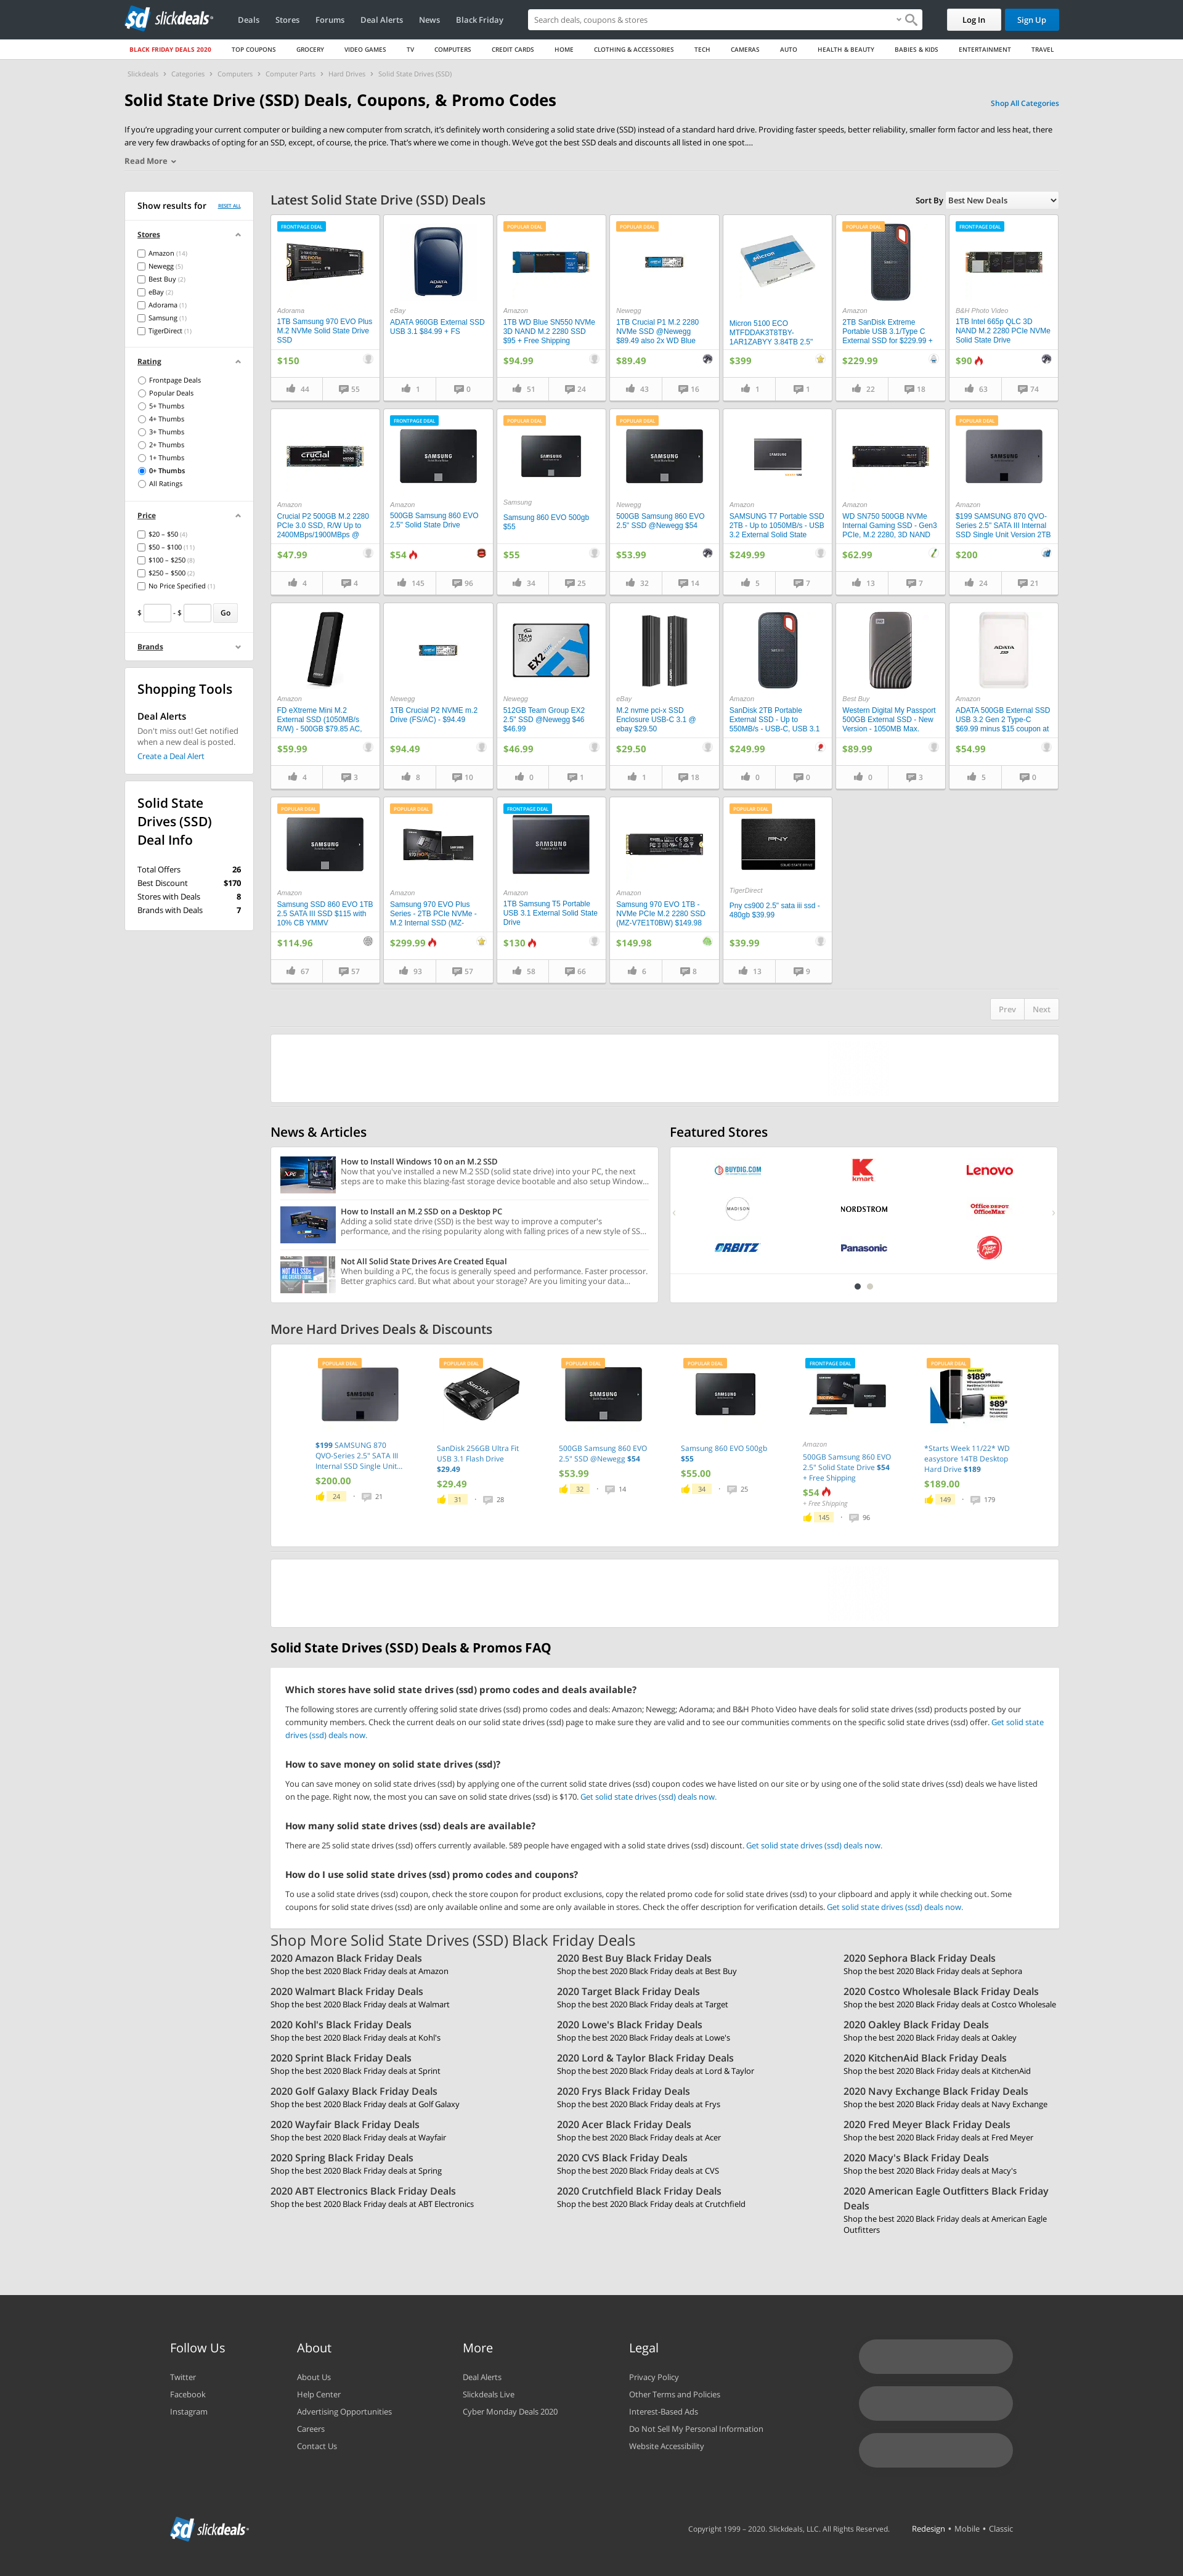 slickdeals
Deals
Stores
Forums
Deal Alerts
News
Black Friday
Search deals, coupons & stores
Log In
Sign Up
BLACK FRIDAY DEALS 2020
TOP COUPONS
GROCERY
VIDEO GAMES
TV
COMPUTERS
CREDIT CARDS
HOME
CLOTHING & ACCESSORIES
TECH
CAMERAS
AUTO
HEALTH & BEAUTY
BABIES & KIDS
ENTERTAINMENT
TRAVEL
Slickdeals > Categories > Computers > Computer Parts > Hard Drives > Solid State Drives (SSD)
Solid State Drive (SSD) Deals, Coupons, & Promo Codes
Shop All Categories
If you're upgrading your current computer or building a new computer from scratch, it's definitely worth considering a solid state drive (SSD) instead of a standard hard drive. Providing faster speeds, better reliability, smaller form factor and less heat, there
are very few drawbacks of opting for an SSD, except, of course, the price. That's where we come in though. We've got the best SSD deals and discounts all listed in one spot....
Read More
Show results for
RESET ALL
Stores
Amazon (14)
Newegg (5)
Best Buy (2)
eBay (2)
Adorama (1)
Samsung (1)
TigerDirect (1)
Rating
Frontpage Deals
Popular Deals
5+ Thumbs
4+ Thumbs
3+ Thumbs
2+ Thumbs
1+ Thumbs
0+ Thumbs
All Ratings
Price
$20 – $50 (4)
$50 – $100 (11)
$100 – $250 (8)
$250 – $500 (2)
No Price Specified (1)
$ - $ Go
Brands
Shopping Tools
Deal Alerts
Don't miss out! Get notified
when a new deal is posted.
Create a Deal Alert
Solid State
Drives (SSD)
Deal Info
Total Offers 26
Best Discount $170
Stores with Deals 8
Brands with Deals 7
Latest Solid State Drive (SSD) Deals
Sort By Best New Deals
FRONTPAGE DEAL
Adorama
1TB Samsung 970 EVO Plus
M.2 NVMe Solid State Drive
SSD
$150
44 55
eBay
ADATA 960GB External SSD
USB 3.1 $84.99 + FS
1 0
POPULAR DEAL
Amazon
1TB WD Blue SN550 NVMe
3D NAND M.2 2280 SSD
$95 + Free Shipping
$94.99
51 24
POPULAR DEAL
Newegg
1TB Crucial P1 M.2 2280
NVMe SSD @Newegg
$89.49 also 2x WD Blue
$89.49
43 16
Micron 5100 ECO
MTFDDAK3T8TBY-
1AR1ZABYY 3.84TB 2.5"
$399
1 1
POPULAR DEAL
Amazon
2TB SanDisk Extreme
Portable USB 3.1/Type C
External SSD for $229.99 +
$229.99
22 18
FRONTPAGE DEAL
B&H Photo Video
1TB Intel 665p QLC 3D
NAND M.2 2280 PCIe NVMe
Solid State Drive
$90
63 74
Amazon
Crucial P2 500GB M.2 2280
PCIe 3.0 SSD, R/W Up to
2400MBps/1900MBps @
$47.99
4 4
FRONTPAGE DEAL
SAMSUNG
Amazon
500GB Samsung 860 EVO
2.5" Solid State Drive
$54
145 96
POPULAR DEAL
SAMSUNG
Samsung
Samsung 860 EVO 500gb
$55
$55
34 25
POPULAR DEAL
SAMSUNG
Newegg
500GB Samsung 860 EVO
2.5" SSD @Newegg $54
$53.99
32 14
SAMSUNG
Amazon
SAMSUNG T7 Portable SSD
2TB - Up to 1050MB/s - USB
3.2 External Solid State
$249.99
5 7
Amazon
WD SN750 500GB NVMe
Internal Gaming SSD - Gen3
PCIe, M.2 2280, 3D NAND
$62.99
13 7
POPULAR DEAL
SAMSUNG
Amazon
$199 SAMSUNG 870 QVO-
Series 2.5" SATA III Internal
SSD Single Unit Version 2TB
$200
24 21
Amazon
FD eXtreme Mini M.2
External SSD (1050MB/s
R/W) - 500GB $79.85 AC,
$59.99
4 3
Newegg
1TB Crucial P2 NVME m.2
Drive (FS/AC) - $94.49
$94.49
8 10
TEAM GROUP
EX2
Newegg
512GB Team Group EX2
2.5" SSD @Newegg $46
$46.99
$46.99
0 1
eBay
M.2 nvme pci-x SSD
Enclosure USB-C 3.1 @
ebay $29.50
$29.50
1 18
Amazon
SanDisk 2TB Portable
External SSD - Up to
550MB/s - USB-C, USB 3.1
$249.99
0 0
Best Buy
Western Digital My Passport
500GB External SSD - New
Version - 1050MB Max.
$89.99
0 3
ADATA
Amazon
ADATA 500GB External SSD
USB 3.2 Gen 2 Type-C
$69.99 minus $15 coupon at
$54.99
5 0
POPULAR DEAL
SAMSUNG
Amazon
Samsung SSD 860 EVO 1TB
2.5 SATA III SSD $115 with
10% CB YMMV
$114.96
67 57
POPULAR DEAL
Amazon
Samsung 970 EVO Plus
Series - 2TB PCIe NVMe -
M.2 Internal SSD (MZ-
$299.99
93 57
FRONTPAGE DEAL
SAMSUNG
Amazon
1TB Samsung T5 Portable
USB 3.1 External Solid State
Drive
$130
58 66
Amazon
Samsung 970 EVO 1TB -
NVMe PCIe M.2 2280 SSD
(MZ-V7E1T0BW) $149.98
$149.98
6 8
POPULAR DEAL
PNY
TigerDirect
Pny cs900 2.5" sata iii ssd -
480gb $39.99
$39.99
13 9
Prev
Next
News & Articles
How to Install Windows 10 on an M.2 SSD
Now that you've installed a new M.2 SSD (solid state drive) into your PC, the next
steps are to make this blazing-fast storage device bootable and also setup Window...
How to Install an M.2 SSD on a Desktop PC
Adding a solid state drive (SSD) is the best way to improve a computer's
performance, and the rising popularity along with falling prices of a new style of SS...
Not All Solid State Drives Are Created Equal
When building a PC, the focus is generally speed and performance. Faster processor.
Better graphics card. But what about your storage? Are you limiting your data...
Featured Stores
BUYDIG.COM
kmart
Lenovo
MADISON
NORDSTROM
Office DEPOT
OfficeMax
ORBITZ
Panasonic
Pizza Hut
More Hard Drives Deals & Discounts
POPULAR DEAL
$199 SAMSUNG 870
QVO-Series 2.5" SATA III
Internal SSD Single Unit...
$200.00
24 · 21
POPULAR DEAL
SanDisk 256GB Ultra Fit
USB 3.1 Flash Drive
$29.49
$29.49
31 · 28
POPULAR DEAL
SAMSUNG
500GB Samsung 860 EVO
2.5" SSD @Newegg $54
$53.99
32 · 14
POPULAR DEAL
SAMSUNG
Samsung 860 EVO 500gb
$55
$55.00
34 · 25
FRONTPAGE DEAL
Amazon
500GB Samsung 860 EVO
2.5" Solid State Drive $54
+ Free Shipping
$54
+ Free Shipping
145 · 96
POPULAR DEAL
*Starts Week 11/22* WD
easystore 14TB Desktop
Hard Drive $189
$189.00
149 · 179
Solid State Drives (SSD) Deals & Promos FAQ
Which stores have solid state drives (ssd) promo codes and deals available?
The following stores are currently offering solid state drives (ssd) promo codes and deals: Amazon; Newegg; Adorama; and B&H Photo Video have deals for solid state drives (ssd) products posted by our
community members. Check the current deals on our solid state drives (ssd) page to make sure they are valid and to see our communities comments on the specific solid state drives (ssd) offer. Get solid state
drives (ssd) deals now.
How to save money on solid state drives (ssd)?
You can save money on solid state drives (ssd) by applying one of the current solid state drives (ssd) coupon codes we have listed on our site or by using one of the solid state drives (ssd) deals we have listed
on the page. Right now, the most you can save on solid state drives (ssd) is $170. Get solid state drives (ssd) deals now.
How many solid state drives (ssd) deals are available?
There are 25 solid state drives (ssd) offers currently available. 589 people have engaged with a solid state drives (ssd) discount. Get solid state drives (ssd) deals now.
How do I use solid state drives (ssd) promo codes and coupons?
To use a solid state drives (ssd) coupon, check the store coupon for product exclusions, copy the related promo code for solid state drives (ssd) to your clipboard and apply it while checking out. Some
coupons for solid state drives (ssd) are only available online and some are only available in stores. Check the offer description for verification details. Get solid state drives (ssd) deals now.
Shop More Solid State Drives (SSD) Black Friday Deals
2020 Amazon Black Friday Deals
Shop the best 2020 Black Friday deals at Amazon
2020 Best Buy Black Friday Deals
Shop the best 2020 Black Friday deals at Best Buy
2020 Sephora Black Friday Deals
Shop the best 2020 Black Friday deals at Sephora
2020 Walmart Black Friday Deals
Shop the best 2020 Black Friday deals at Walmart
2020 Target Black Friday Deals
Shop the best 2020 Black Friday deals at Target
2020 Costco Wholesale Black Friday Deals
Shop the best 2020 Black Friday deals at Costco Wholesale
2020 Kohl's Black Friday Deals
Shop the best 2020 Black Friday deals at Kohl's
2020 Lowe's Black Friday Deals
Shop the best 2020 Black Friday deals at Lowe's
2020 Oakley Black Friday Deals
Shop the best 2020 Black Friday deals at Oakley
2020 Sprint Black Friday Deals
Shop the best 2020 Black Friday deals at Sprint
2020 Lord & Taylor Black Friday Deals
Shop the best 2020 Black Friday deals at Lord & Taylor
2020 KitchenAid Black Friday Deals
Shop the best 2020 Black Friday deals at KitchenAid
2020 Golf Galaxy Black Friday Deals
Shop the best 2020 Black Friday deals at Golf Galaxy
2020 Frys Black Friday Deals
Shop the best 2020 Black Friday deals at Frys
2020 Navy Exchange Black Friday Deals
Shop the best 2020 Black Friday deals at Navy Exchange
2020 Wayfair Black Friday Deals
Shop the best 2020 Black Friday deals at Wayfair
2020 Acer Black Friday Deals
Shop the best 2020 Black Friday deals at Acer
2020 Fred Meyer Black Friday Deals
Shop the best 2020 Black Friday deals at Fred Meyer
2020 Spring Black Friday Deals
Shop the best 2020 Black Friday deals at Spring
2020 CVS Black Friday Deals
Shop the best 2020 Black Friday deals at CVS
2020 Macy's Black Friday Deals
Shop the best 2020 Black Friday deals at Macy's
2020 ABT Electronics Black Friday Deals
Shop the best 2020 Black Friday deals at ABT Electronics
2020 Crutchfield Black Friday Deals
Shop the best 2020 Black Friday deals at Crutchfield
2020 American Eagle Outfitters Black Friday
Deals
Shop the best 2020 Black Friday deals at American Eagle
Outfitters
Follow Us
Twitter
Facebook
Instagram
About
About Us
Help Center
Advertising Opportunities
Careers
Contact Us
More
Deal Alerts
Slickdeals Live
Cyber Monday Deals 2020
Legal
Privacy Policy
Other Terms and Policies
Interest-Based Ads
Do Not Sell My Personal Information
Website Accessibility
slickdeals
Copyright 1999 – 2020. Slickdeals, LLC. All Rights Reserved.
Redesign • Mobile • Classic